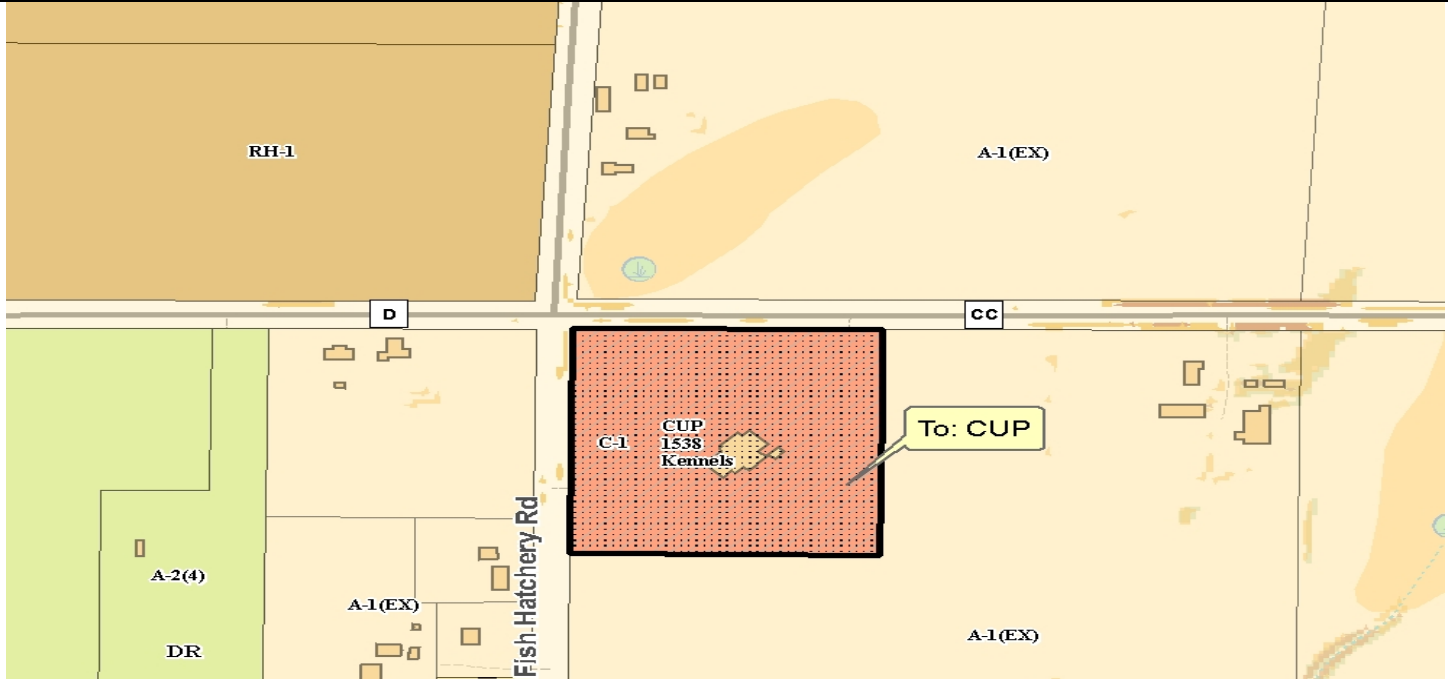 RH-1
A-1(EX)
D
CC
CUP
1538
Kennels
C-1
To: CUP
Fish Hatchery Rd
A-2(4)
A-1(EX)
A-1(EX)
DR